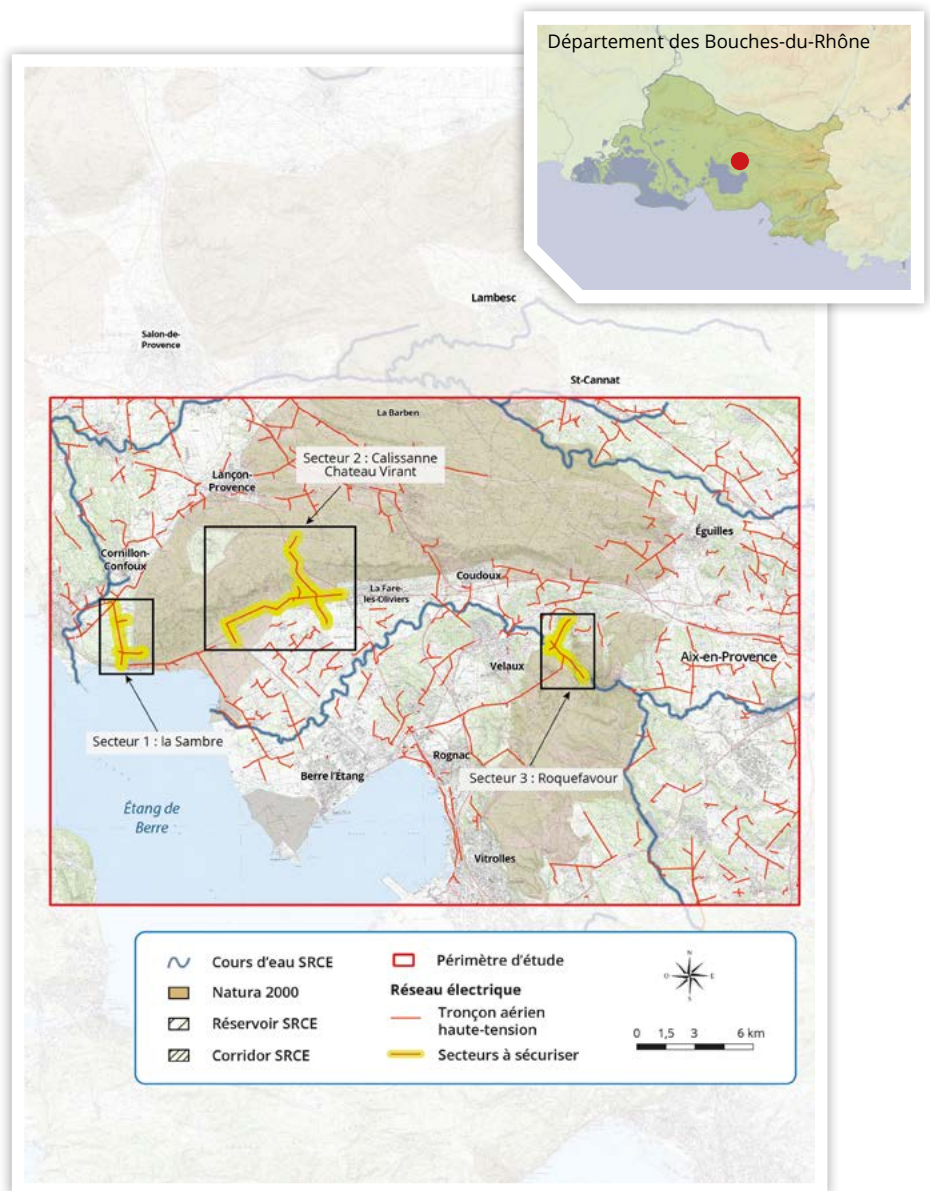 Département des Bouches-du-Rhône
1
Lambesc
Salon-de-
Provence
St-Cannat
La Barben
Secteur 2 : Calissanne
Chateau Virant
Lançon-
Provence
Éguilles
Cornillon-
Confoux
Coudoux
La Fare-
les-Oliviers
Velaux
Aix-en-Provence
Secteur 1 : la Sambre
Rognac
Berre l'Étang
Secteur 3 : Roquefavour
Étang de
Berre
Vitrolles
Cours d'eau SRCE
Natura 2000
Réservoir SRCE
Corridor SRCE
Périmètre d'étude
Réseau électrique
Tronçon aérien
haute-tension
Secteurs à sécuriser
N
O E
S
0 1,5 3 6 km